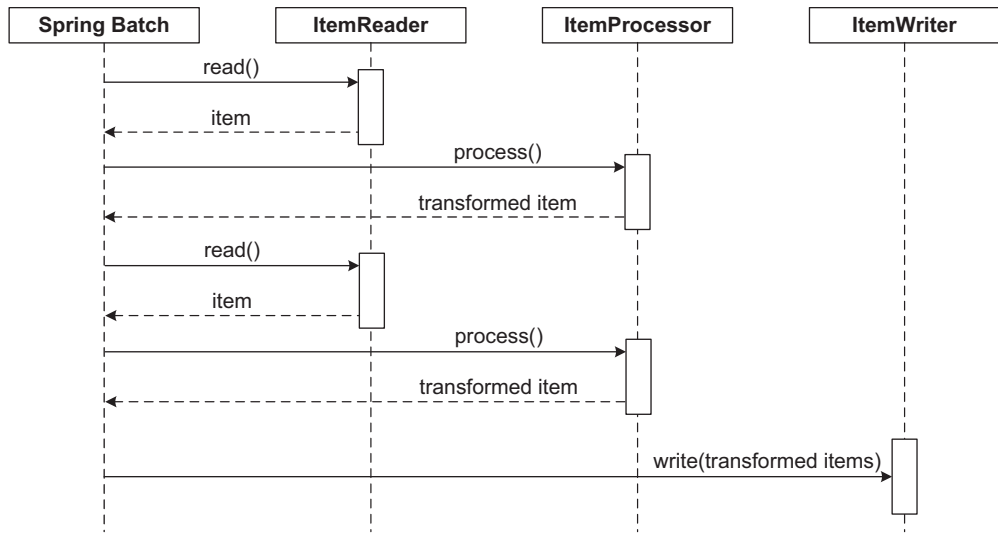 Spring Batch ItemReader ItemProcessor ItemWriter
read()
item
process()
transformed item
read()
item
process()
transformed item
write(transformed items)